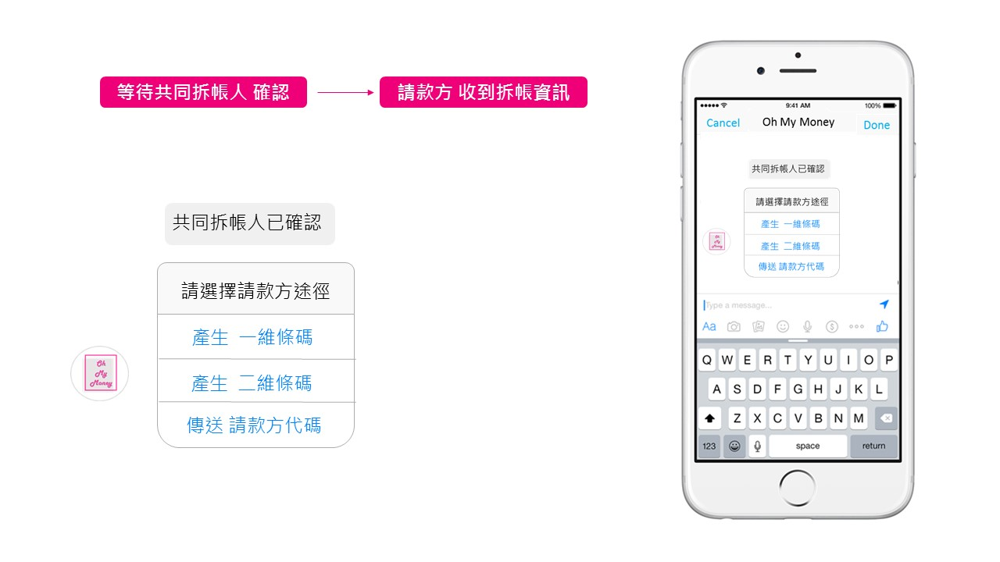 等待共同拆帳人 確認
請款方 收到拆帳資訊
共同拆帳人已確認
請選擇請款方途徑
產生 一維條碼
產生 二維條碼
傳送 請款方代碼
Oh
My
Money
9:41 AM
100%
Cancel
Oh My Money
Done
共同拆帳人已確認
請選擇請款方途徑
產生 一維條碼
產生 二維條碼
傳送 請款方代碼
Oh
My
Money
Type a message...
Aa
Q W E R T Y U I O P
A S D F G H J K L
Z X C V B N M
123
space
return